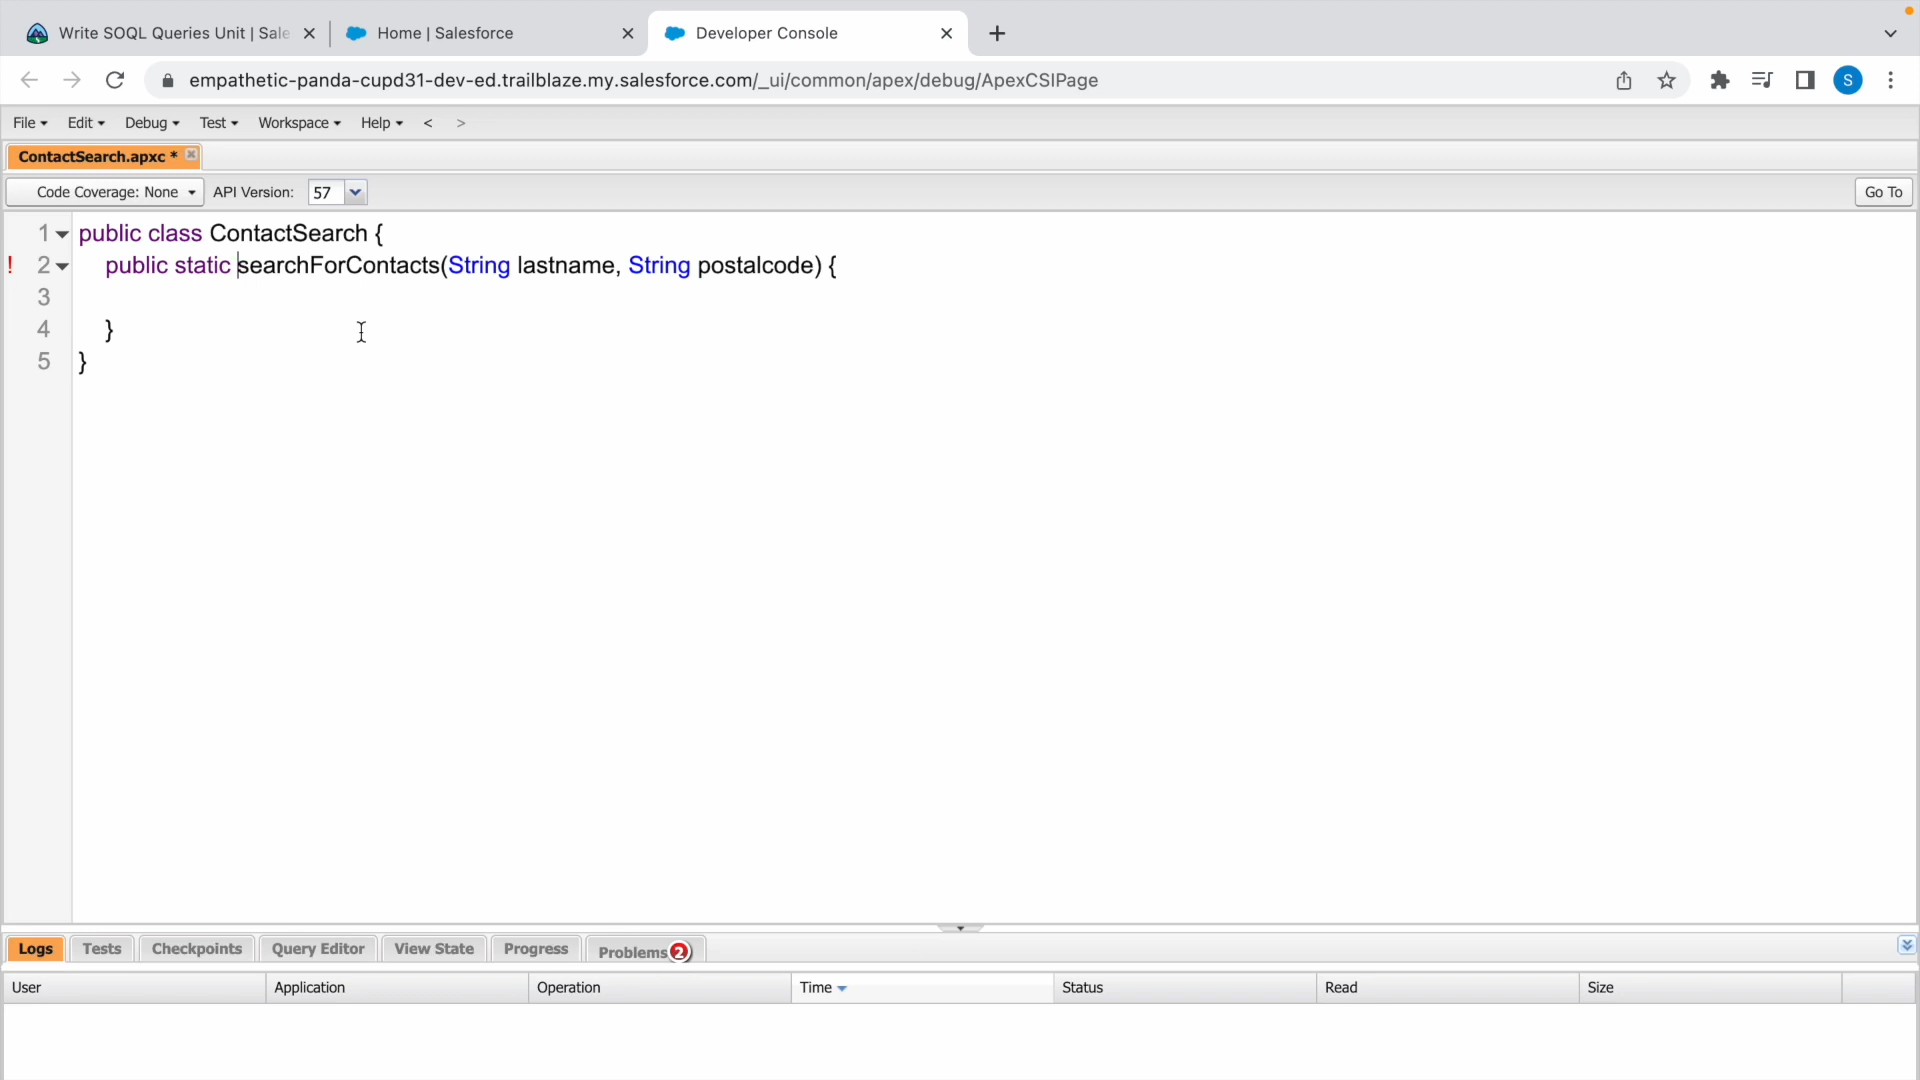 Write SOQL Queries Unit | Sale
Home | Salesforce
Developer Console
empathetic-panda-cupd31-dev-ed.trailblaze.my.salesforce.com/_ui/common/apex/debug/ApexCSIPage
S
File Edit Debug Test Workspace Help < >
ContactSearch.apxc *
Code Coverage: None API Version: 57 Go To
1 public class ContactSearch {
! 2 public static searchForContacts(String lastname, String postalcode) {
3
4 }
5 }
Logs Tests Checkpoints Query Editor View State Progress Problems 2
User Application Operation Time Status Read Size